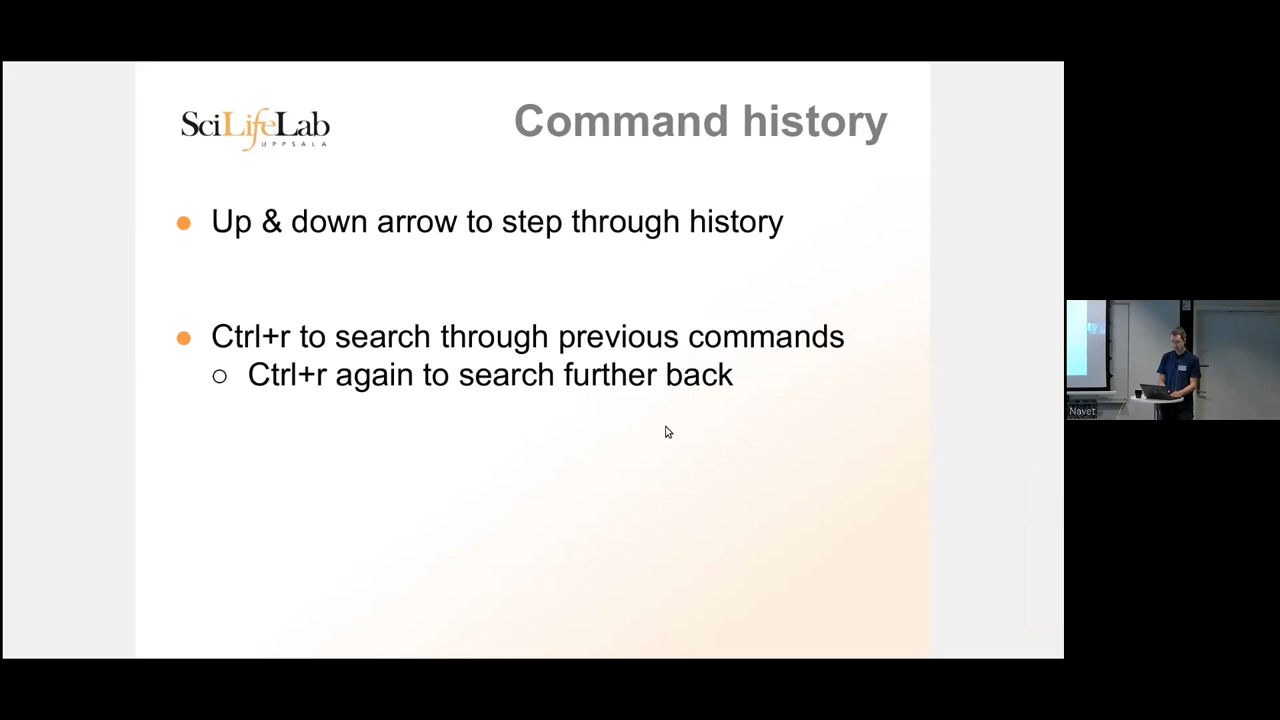 SciLifeLab
UPPSALA
Command history
Up & down arrow to step through history
Ctrl+r to search through previous commands
Ctrl+r again to search further back
Navet